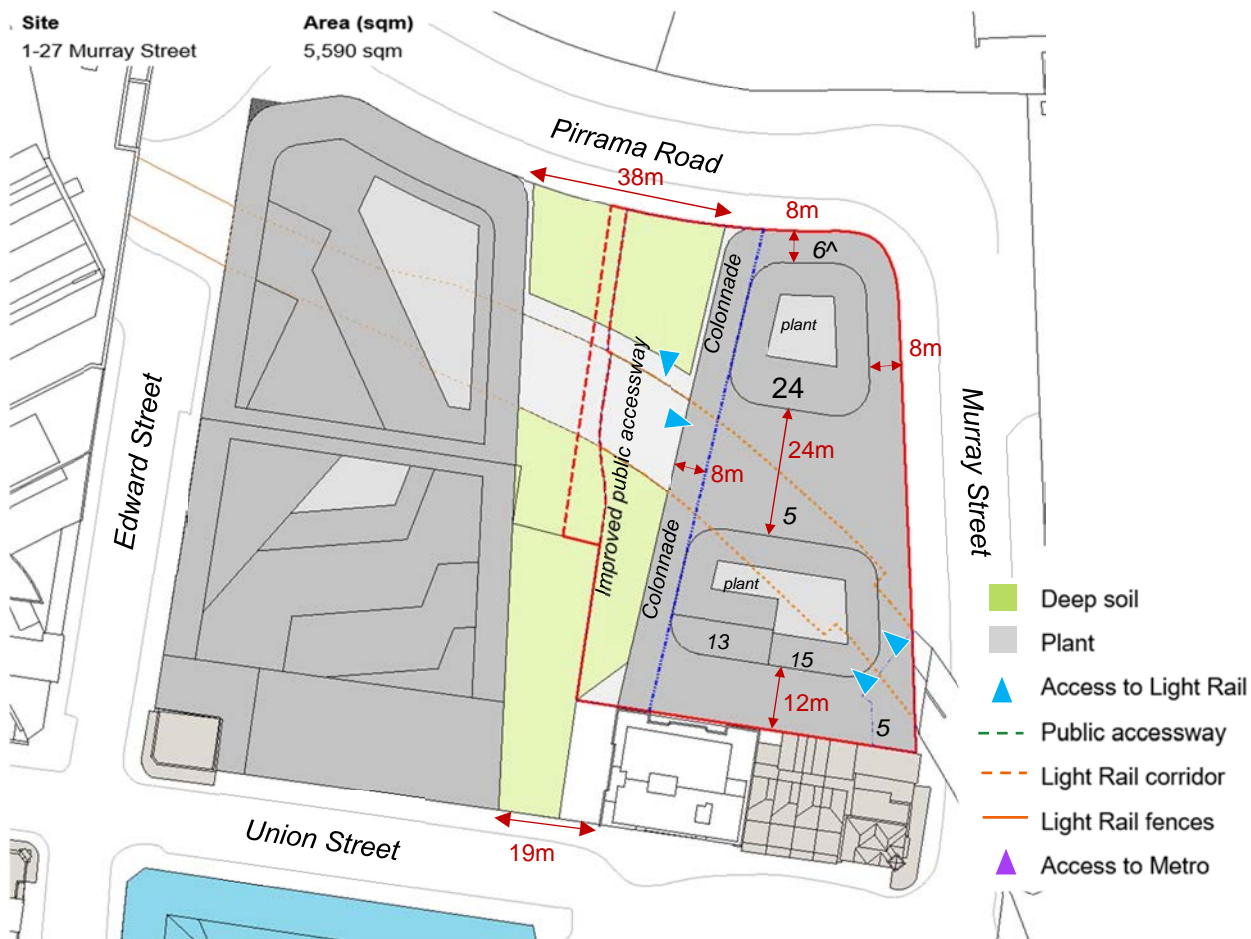 Site
Area (sqm)
1-27 Murray Street
5,590 sqm
Pirrama Road
38m
8m
6^
Colonnade
plant
8m
24
24m
Improved public accessway
8m
Edward Street
Murray Street
5
Colonnade
plant
13
15
12m
5
Union Street
19m
Deep soil
Plant
Access to Light Rail
Public accessway
Light Rail corridor
Light Rail fences
Access to Metro